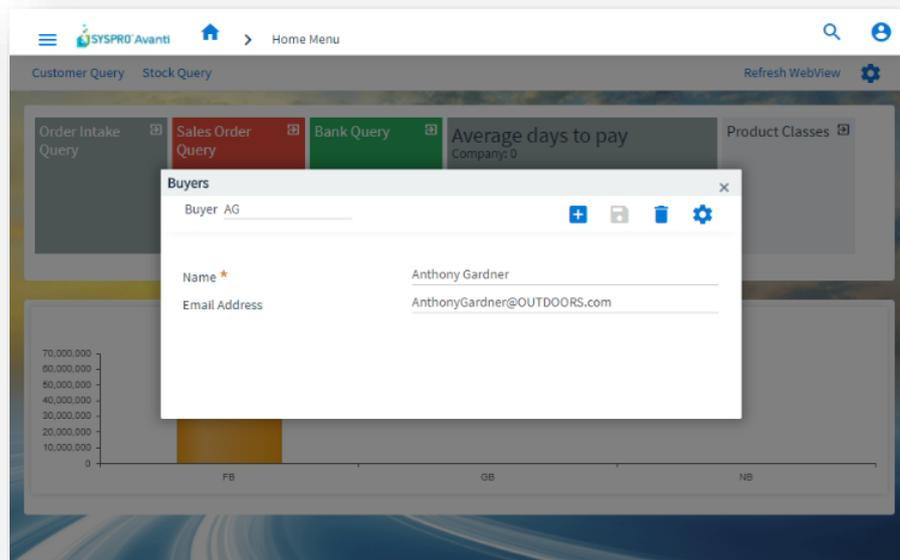 SYSPRO Avanti
Home Menu
Customer Query Stock Query Refresh WebView
Order Intake Query
Sales Order Query
Bank Query
Average days to pay
Company: 0
Product Classes
Buyers
Buyer AG
Name *
Anthony Gardner
Email Address
AnthonyGardner@OUTDOORS.com
70,000,000
60,000,000
50,000,000
40,000,000
30,000,000
20,000,000
10,000,000
0
FB GB NB